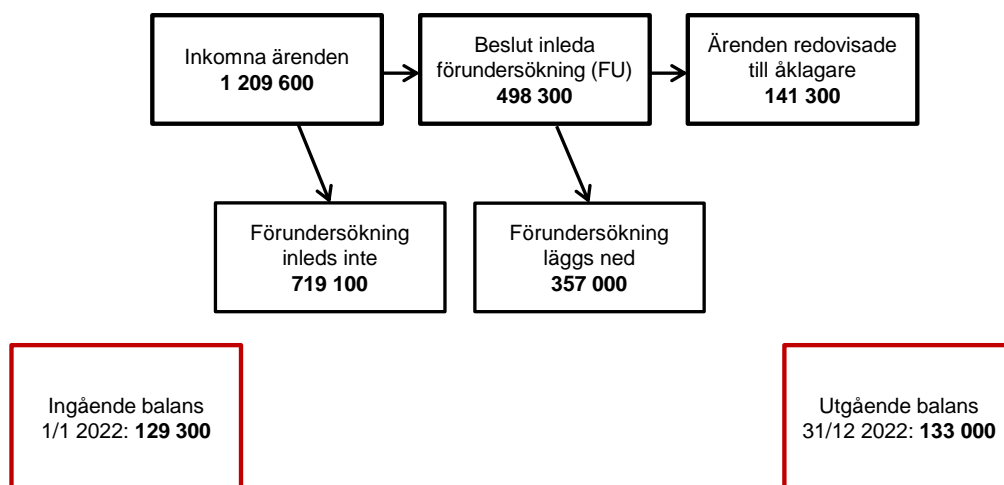 Inkomna ärenden
1 209 600
Beslut inleda
förundersökning (FU)
498 300
Ärenden redovisade
till åklagare
141 300
Förundersökning
inleds inte
719 100
Förundersökning
läggs ned
357 000
Ingående balans
1/1 2022: 129 300
Utgående balans
31/12 2022: 133 000